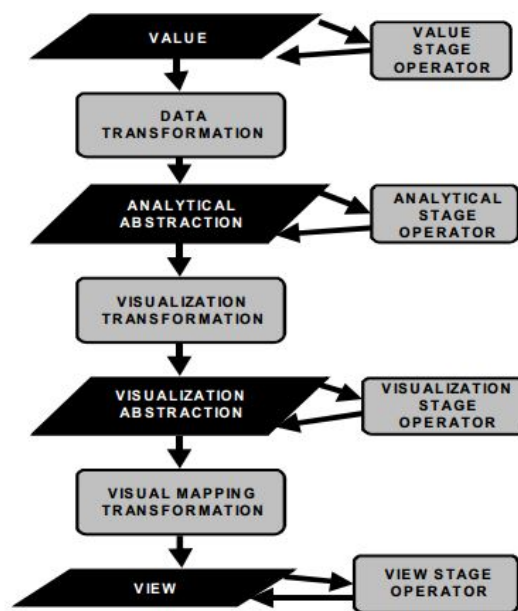 VALUE
VALUE
STAGE
OPERATOR
DATA
TRANSFORMATION
ANALYTICAL
ABSTRACTION
ANALYTICAL
STAGE
OPERATOR
VISUALIZATION
TRANSFORMATION
VISUALIZATION
ABSTRACTION
VISUALIZATION
STAGE
OPERATOR
VISUAL MAPPING
TRANSFORMATION
VIEW
VIEW STAGE
OPERATOR